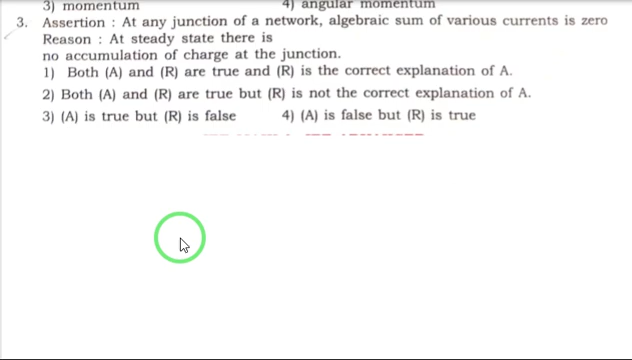 3) momentum 4) angular momentum
3. Assertion : At any junction of a network, algebraic sum of various currents is zero
Reason : At steady state there is
no accumulation of charge at the junction.
1) Both (A) and (R) are true and (R) is the correct explanation of A.
2) Both (A) and (R) are true but (R) is not the correct explanation of A.
3) (A) is true but (R) is false 4) (A) is false but (R) is true